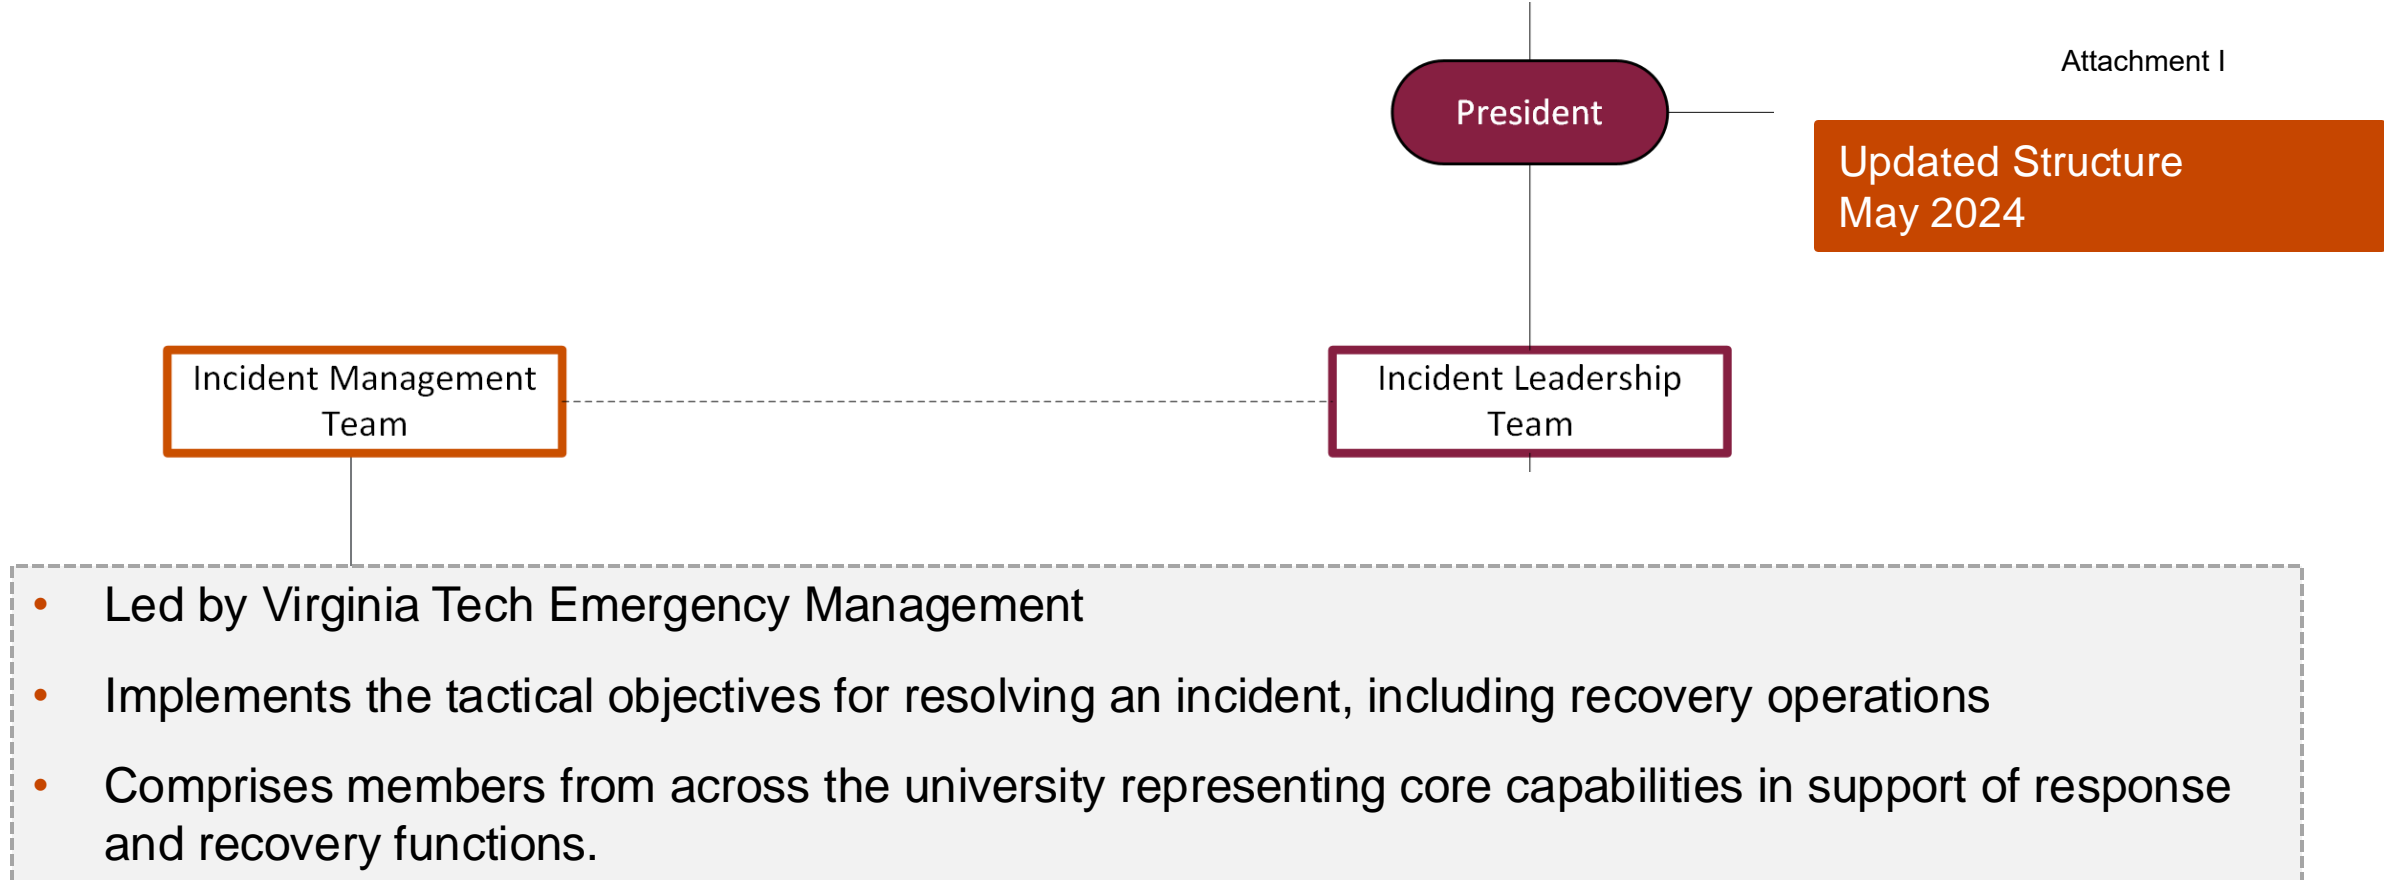 Attachment I
President
Updated Structure
May 2024
Incident Management
Team
Incident Leadership
Team
• Led by Virginia Tech Emergency Management
• Implements the tactical objectives for resolving an incident, including recovery operations
• Comprises members from across the university representing core capabilities in support of response
and recovery functions.